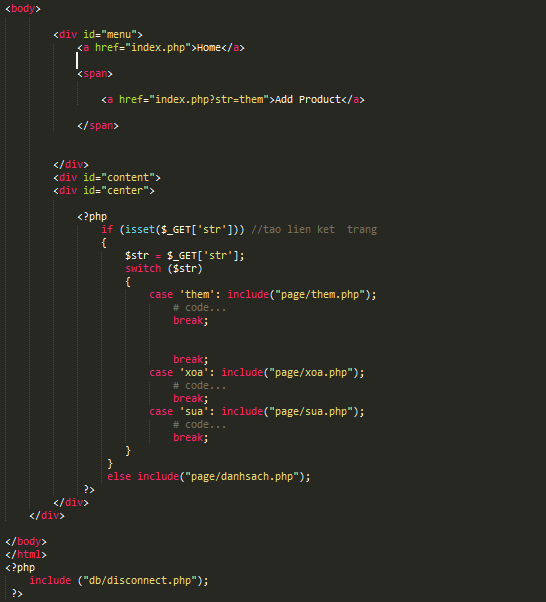 <body>
<div id="menu">
<a href="index.php">Home</a>
<span>
<a href="index.php?str=them">Add Product</a>
</span>
</div>
<div id="content">
<div id="center">
<?php
if (isset($_GET['str'])) //tao lien ket  trang
{
$str = $_GET['str'];
switch ($str)
{
case 'them': include("page/them.php");
# code...
break;
break;
case 'xoa': include("page/xoa.php");
# code...
break;
case 'sua': include("page/sua.php");
# code...
break;
}
}
else include("page/danhsach.php");
?>
</div>
</div>
</body>
</html>
<?php
include ("db/disconnect.php");
?>